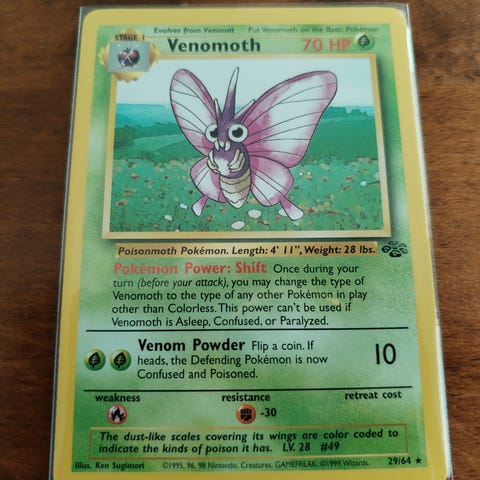 Evolves from Venonat Put Venomoth on the Basic Pokémon
STAGE 1
Venomoth 70 HP
Poisonmoth Pokémon. Length: 4' 11", Weight: 28 lbs.
Pokémon Power: Shift Once during your
turn (before your attack), you may change the type of
Venomoth to the type of any other Pokémon in play
other than Colorless. This power can't be used if
Venomoth is Asleep, Confused, or Paralyzed.
Venom Powder Flip a coin. If
heads, the Defending Pokémon is now
Confused and Poisoned.
10
weakness resistance retreat cost
-30
The dust-like scales covering its wings are color coded to
indicate the kinds of poison it has. LV. 28 #49
Illus. Ken Sugimori ©1995, 96, 98 Nintendo, Creatures, GAMEFREAK. ©1999 Wizards. 29/64 ★